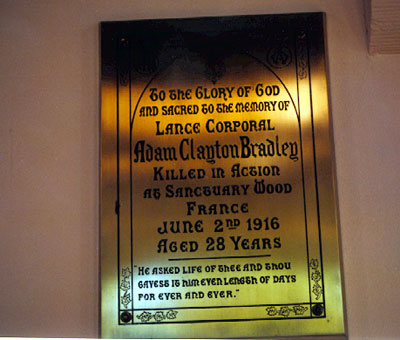 To the Glory of God
and sacred to the memory of
Lance Corporal
Adam Clayton Bradley
Killed in Action
at Sanctuary Wood
France
June 2nd 1916
Aged 28 Years
"He asked life of thee and thou
gavest it him even length of days
for ever and ever."